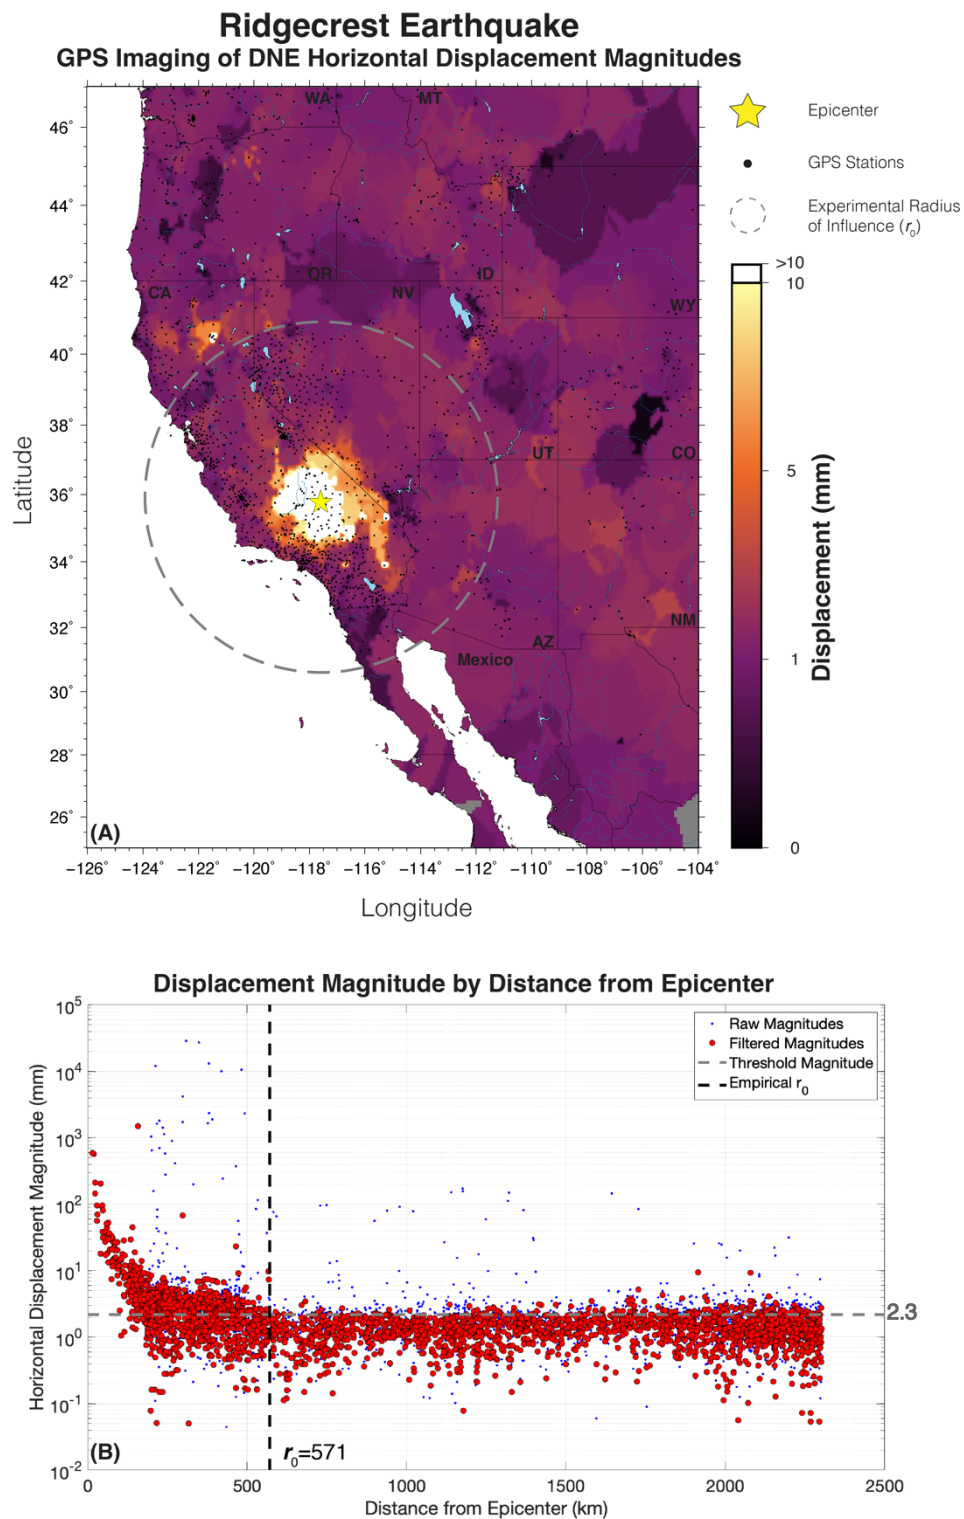 Ridgecrest Earthquake
GPS Imaging of DNE Horizontal Displacement Magnitudes
WA
MT
46°
44°
42°
40°
38°
36°
34°
32°
30°
28°
26°
OR
ID
CA
NV
WY
UT
CO
AZ
NM
Mexico
(A)
Latitude
−126°
−124°
−122°
−120°
−118°
−116°
−114°
−112°
−110°
−108°
−106°
−104°
Longitude
Epicenter
GPS Stations
Experimental Radius
of Influence (r0)
>10
10
5
1
0
Displacement (mm)
Displacement Magnitude by Distance from Epicenter
10^5
10^4
10^3
10^2
10^1
10^0
10^-1
10^-2
Horizontal Displacement Magnitude (mm)
Raw Magnitudes
Filtered Magnitudes
Threshold Magnitude
Empirical r0
2.3
(B)
r0=571
0
500
1000
1500
2000
2500
Distance from Epicenter (km)